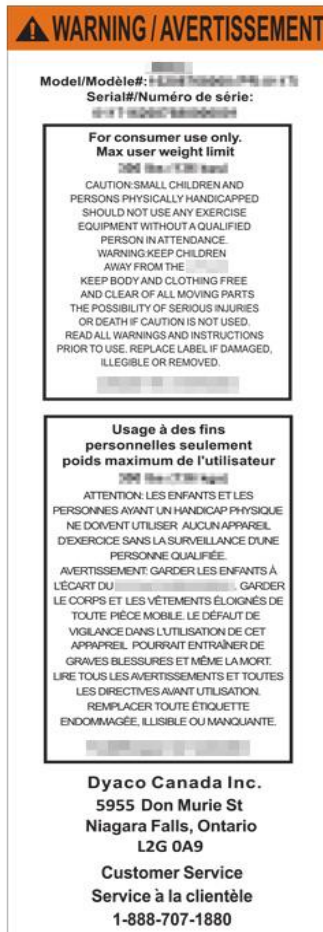 WARNING / AVERTISSEMENT
Model/Modèle#:
Serial#/Numéro de série:
For consumer use only.
Max user weight limit
CAUTION:SMALL CHILDREN AND
PERSONS PHYSICALLY HANDICAPPED
SHOULD NOT USE ANY EXERCISE
EQUIPMENT WITHOUT A QUALIFIED
PERSON IN ATTENDANCE.
WARNING:KEEP CHILDREN
AWAY FROM THE
KEEP BODY AND CLOTHING FREE
AND CLEAR OF ALL MOVING PARTS
THE POSSIBILITY OF SERIOUS INJURIES
OR DEATH IF CAUTION IS NOT USED.
READ ALL WARNINGS AND INSTRUCTIONS
PRIOR TO USE. REPLACE LABEL IF DAMAGED,
ILLEGIBLE OR REMOVED.
Usage à des fins
personnelles seulement
poids maximum de l'utilisateur
ATTENTION: LES ENFANTS ET LES
PERSONNES AYANT UN HANDICAP PHYSIQUE
NE DOIVENT UTILISER AUCUN APPAREIL
D'EXERCICE SANS LA SURVEILLANCE D'UNE
PERSONNE QUALIFIÉE.
AVERTISSEMENT: GARDER LES ENFANTS À
L'ÉCART DU . GARDER
LE CORPS ET LES VÊTEMENTS ÉLOIGNÉS DE
TOUTE PIÈCE MOBILE. LE DÉFAUT DE
VIGILANCE DANS L'UTILISATION DE CET
APPAPREIL POURRAIT ENTRAÎNER DE
GRAVES BLESSURES ET MÊME LA MORT.
LIRE TOUS LES AVERTISSEMENTS ET TOUTES
LES DIRECTIVES AVANT UTILISATION.
REMPLACER TOUTE ÉTIQUETTE
ENDOMMAGÉE, ILLISIBLE OU MANQUANTE.
Dyaco Canada Inc.
5955 Don Murie St
Niagara Falls, Ontario
L2G 0A9
Customer Service
Service à la clientèle
1-888-707-1880